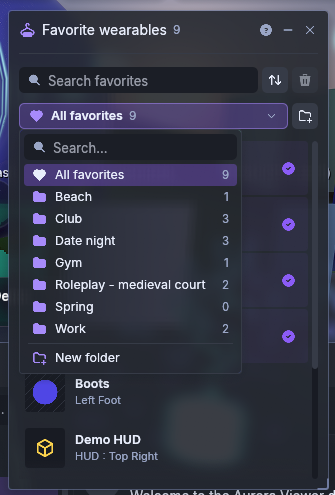 Favorite wearables 9
Search favorites
All favorites 9
Search...
All favorites 9
Beach 1
Club 3
Date night 3
Gym 1
Roleplay - medieval court 2
Spring 0
Work 2
New folder
Boots
Left Foot
Demo HUD
HUD : Top Right
Welcome to the Aurora Viewer